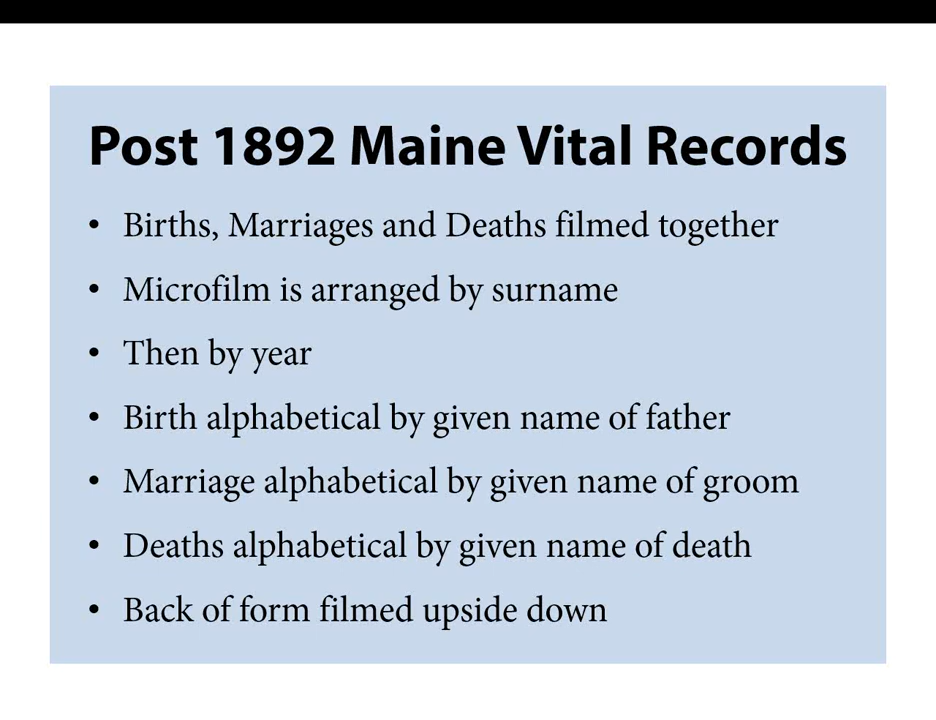 Post 1892 Maine Vital Records
• Births, Marriages and Deaths filmed together
• Microfilm is arranged by surname
• Then by year
• Birth alphabetical by given name of father
• Marriage alphabetical by given name of groom
• Deaths alphabetical by given name of death
• Back of form filmed upside down